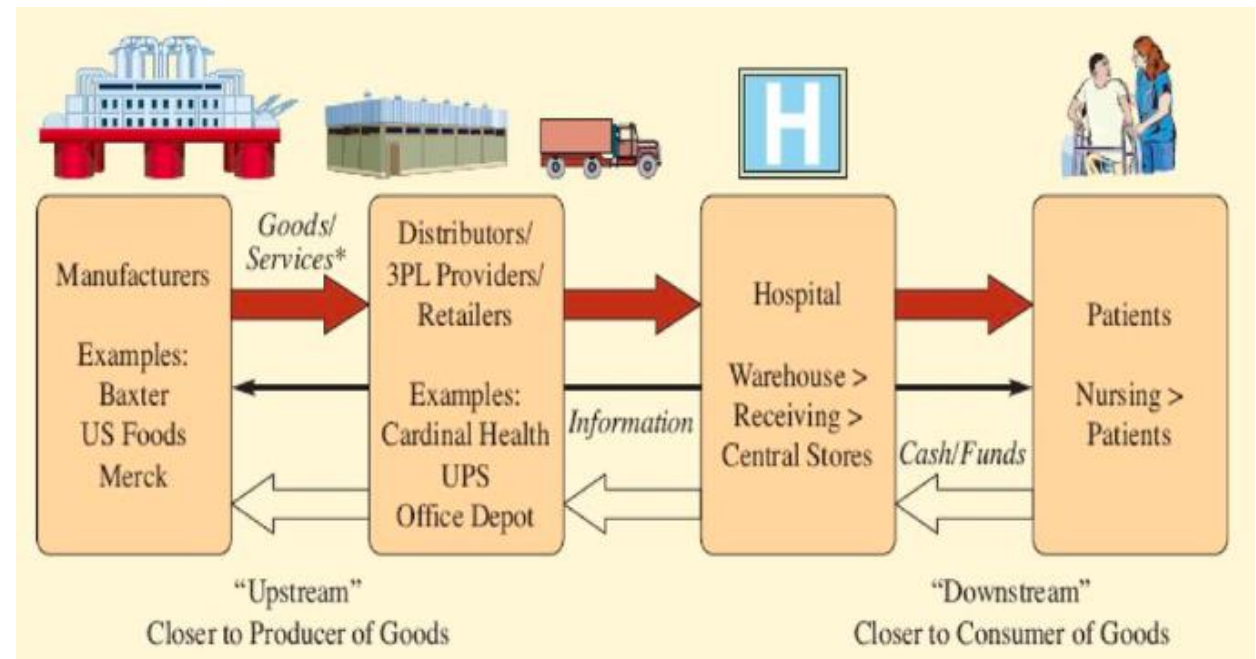 H
Goods/
Services*
Manufacturers
Examples:
Baxter
US Foods
Merck
Distributors/
3PL Providers/
Retailers
Examples:
Cardinal Health
UPS
Office Depot
Information
Hospital
Warehouse >
Receiving >
Central Stores
Cash/Funds
Patients
Nursing >
Patients
“Upstream”
Closer to Producer of Goods
“Downstream”
Closer to Consumer of Goods